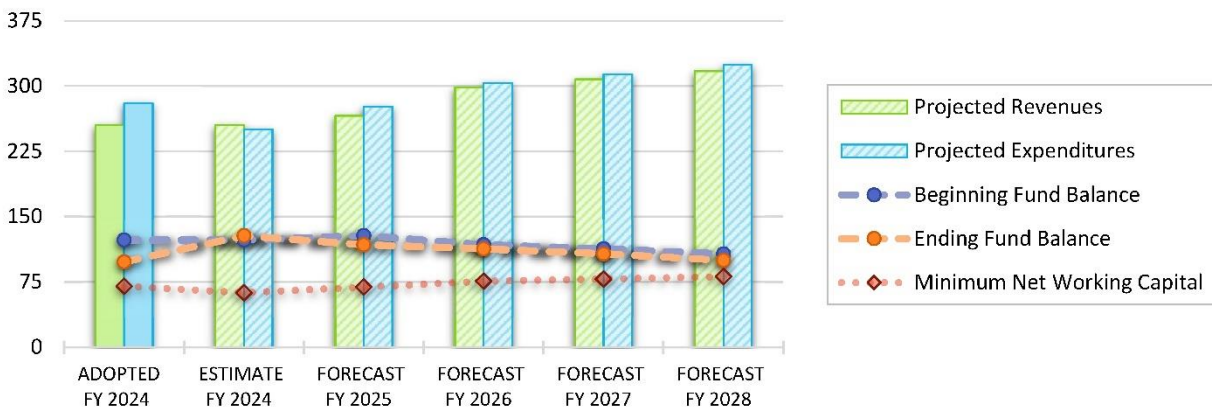 375
300
225
150
75
0
ADOPTED
FY 2024
ESTIMATE
FY 2024
FORECAST
FY 2025
FORECAST
FY 2026
FORECAST
FY 2027
FORECAST
FY 2028
Projected Revenues
Projected Expenditures
Beginning Fund Balance
Ending Fund Balance
Minimum Net Working Capital